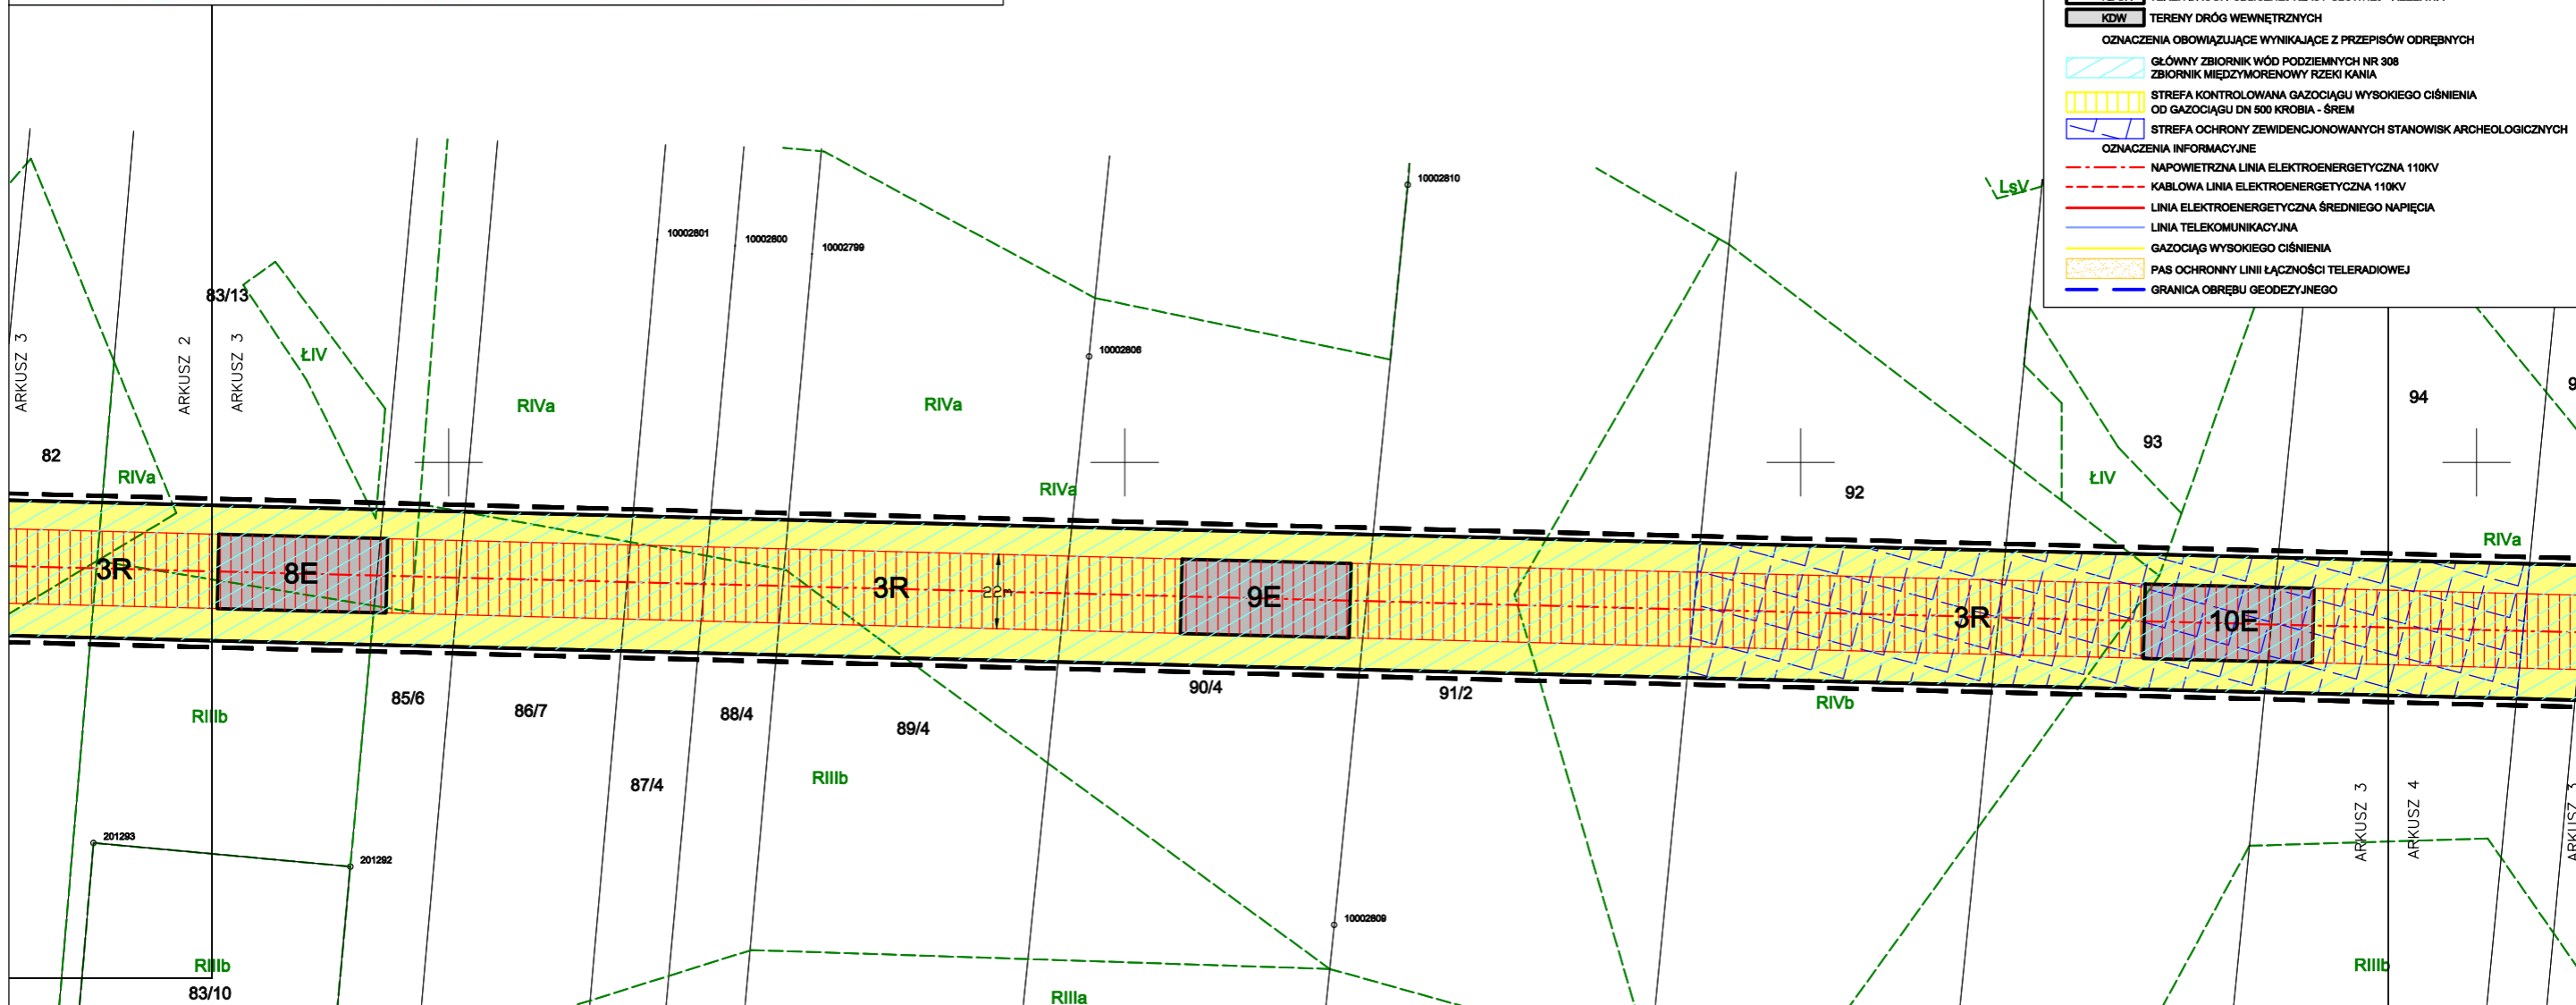 KDW TERENY DRÓG WEWNĘTRZNYCH
OZNACZENIA OBOWIĄZUJĄCE WYNIKAJĄCE Z PRZEPISÓW ODRĘBNYCH
GŁÓWNY ZBIORNIK WÓD PODZIEMNYCH NR 308
ZBIORNIK MIĘDZYMORENOWY RZEKI KANIA
STREFA KONTROLOWANA GAZOCIĄGU WYSOKIEGO CIŚNIENIA
OD GAZOCIĄGU DN 500 KROBIA - ŚREM
STREFA OCHRONY ZEWIDENCJONOWANYCH STANOWISK ARCHEOLOGICZNYCH
OZNACZENIA INFORMACYJNE
NAPOWIETRZNA LINIA ELEKTROENERGETYCZNA 110KV
KABLOWA LINIA ELEKTROENERGETYCZNA 110KV
LINIA ELEKTROENERGETYCZNA ŚREDNIEGO NAPIĘCIA
LINIA TELEKOMUNIKACYJNA
GAZOCIĄG WYSOKIEGO CIŚNIENIA
PAS OCHRONNY LINII ŁĄCZNOŚCI TELERADIOWEJ
GRANICA OBRĘBU GEODEZYJNEGO
10002810
LsV
10002801
10002800
10002799
83/13
ARKUSZ 3
ARKUSZ 2
ARKUSZ 3
ŁIV
10002806
RIVa
RIVa
94
93
82
RIVa
RIVa
92
ŁIV
RIVa
3R
8E
3R
22m
9E
3R
10E
85/6
86/7
88/4
89/4
90/4
91/2
RIVb
RIIIb
87/4
RIIIb
ARKUSZ 3
ARKUSZ 4
ARKUSZ 3
201293
201292
10002809
RIIIb
83/10
RIIIa
RIIIb